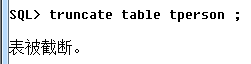 SQL> truncate table tperson ;
表被截断。